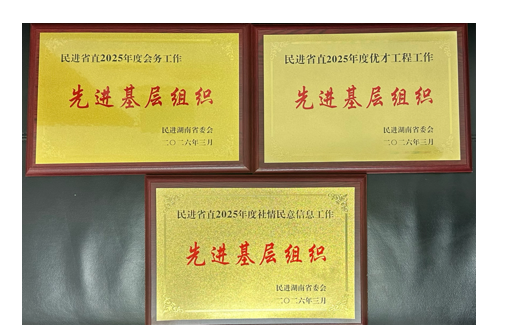 民进省直2025年度会务工作
先进基层组织
民进湖南省委会
二〇二六年三月
民进省直2025年度优才工程工作
先进基层组织
民进湖南省委会
二〇二六年三月
民进省直2025年度社情民意信息工作
先进基层组织
民进湖南省委会
二〇二六年三月